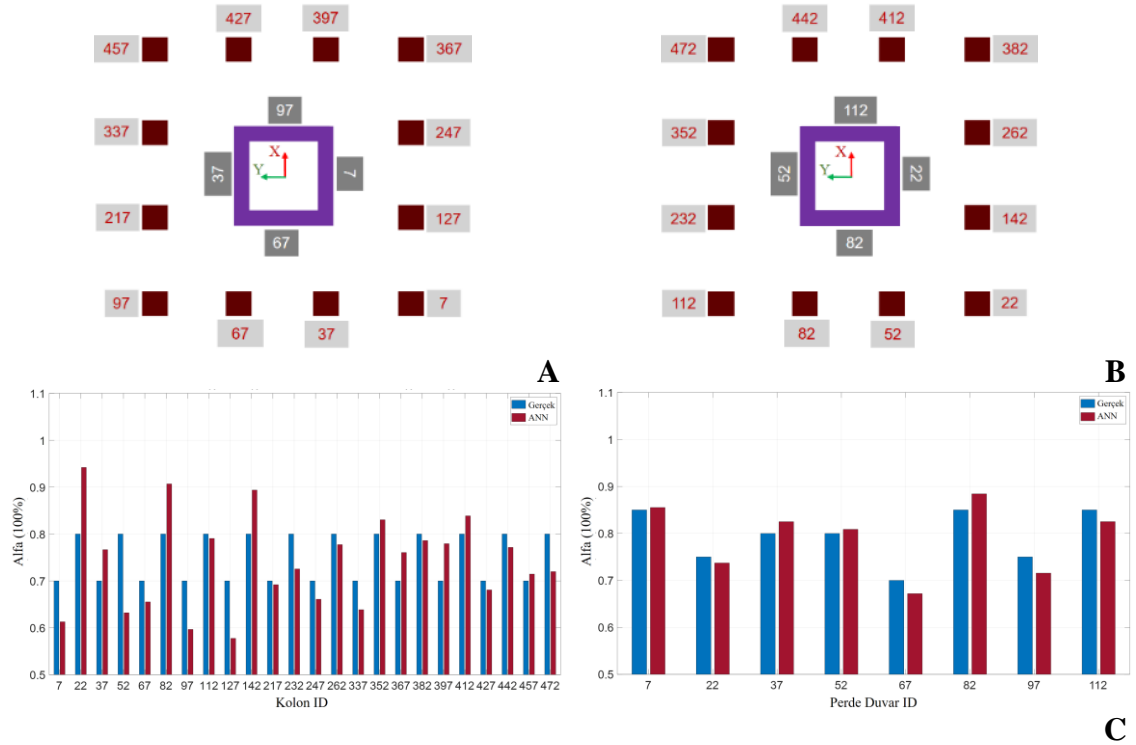 427 397
457 367
97
337 247
X
Y
37 7
217 127
67
97 7
67 37
A
442 412
472 382
112
352 262
X
Y
52 22
232 142
82
112 22
82 52
B
1.1
1
0.9
0.8
0.7
0.6
0.5
Alfa (100%)
Gerçek
ANN
7 22 37 52 67 82 97 112 127 142 217 232 247 262 337 352 367 382 397 412 427 442 457 472
Kolon ID
1.1
1
0.9
0.8
0.7
0.6
0.5
Alfa (100%)
Gerçek
ANN
7 22 37 52 67 82 97 112
Perde Duvar ID
C